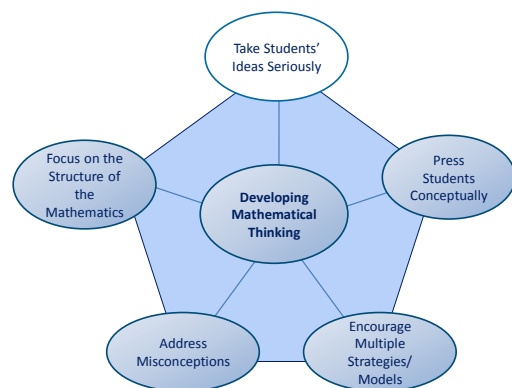 Take Students’
Ideas Seriously
Focus on the
Structure of
the
Mathematics
Press
Students
Conceptually
Developing
Mathematical
Thinking
Address
Misconceptions
Encourage
Multiple
Strategies/
Models